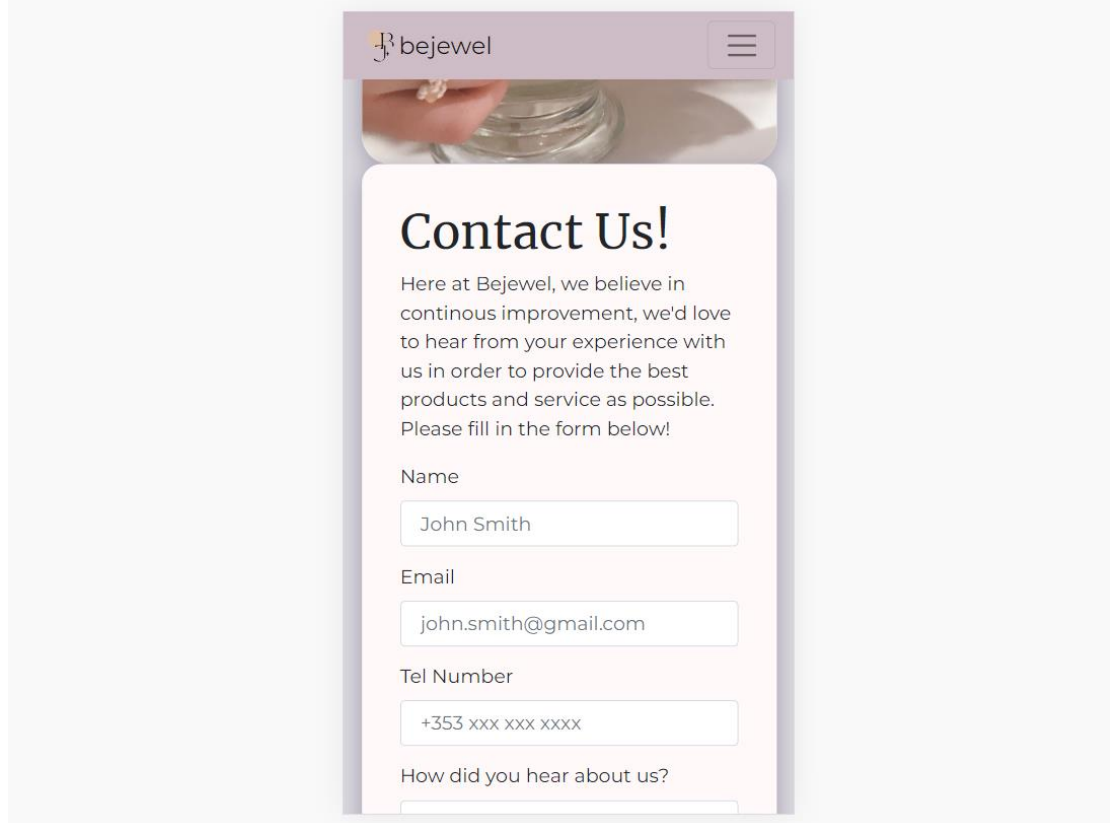 bejewel
Contact Us!
Here at Bejewel, we believe in
continous improvement, we'd love
to hear from your experience with
us in order to provide the best
products and service as possible.
Please fill in the form below!
Name
John Smith
Email
john.smith@gmail.com
Tel Number
+353 xxx xxx xxxx
How did you hear about us?